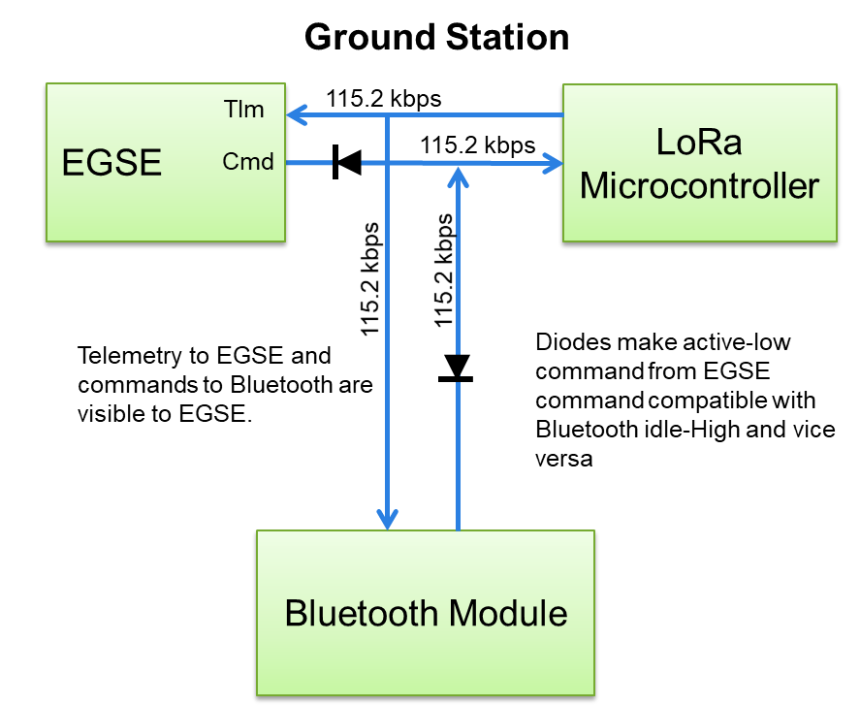 Ground Station
Tlm
115.2 kbps
EGSE
Cmd
115.2 kbps
LoRa
Microcontroller
115.2 kbps
115.2 kbps
Telemetry to EGSE and
commands to Bluetooth are
visible to EGSE.
Diodes make active-low
command from EGSE
command compatible with
Bluetooth idle-High and vice
versa
Bluetooth Module